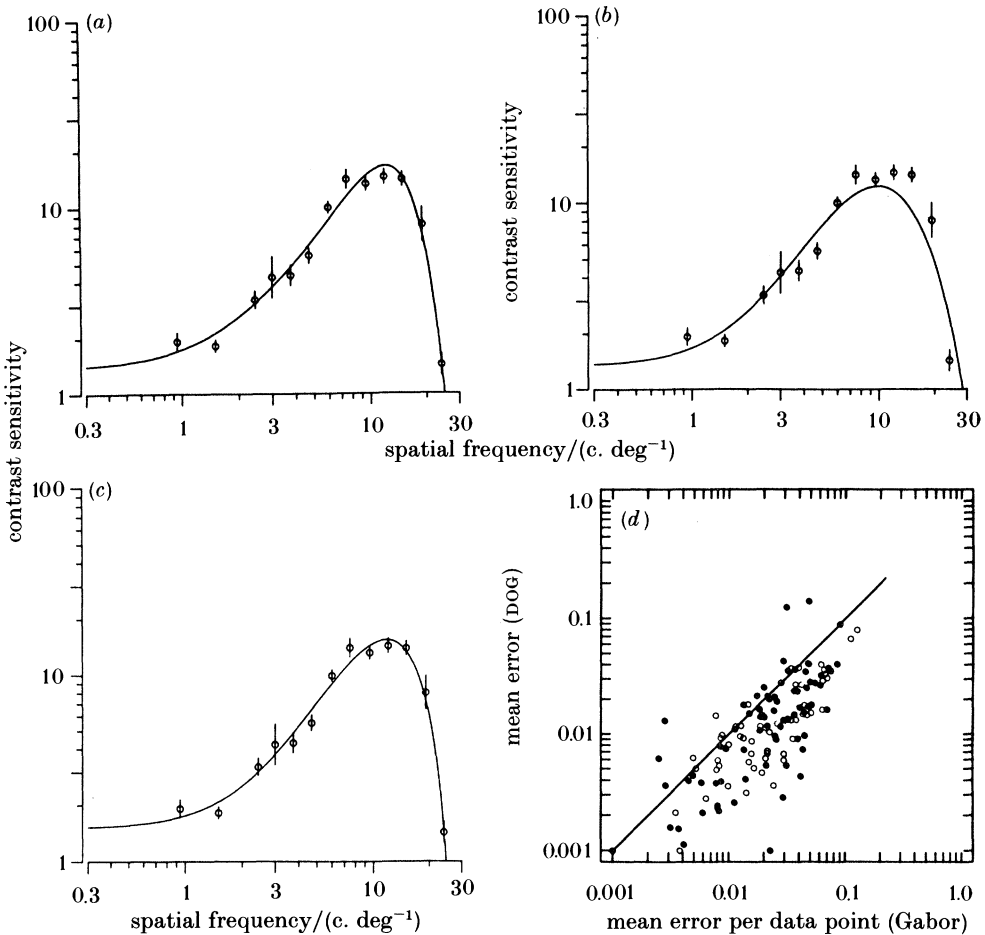 (a)
100
10
1
0.3 1 3 10 30
(b)
100
10
1
0.3 1 3 10 30
contrast sensitivity
contrast sensitivity
spatial frequency/(c. deg⁻¹)
(c)
100
10
1
0.3 1 3 10 30
spatial frequency/(c. deg⁻¹)
(d)
1.0
0.1
0.01
0.001
mean error (DOG)
0.001 0.01 0.1 1.0
mean error per data point (Gabor)